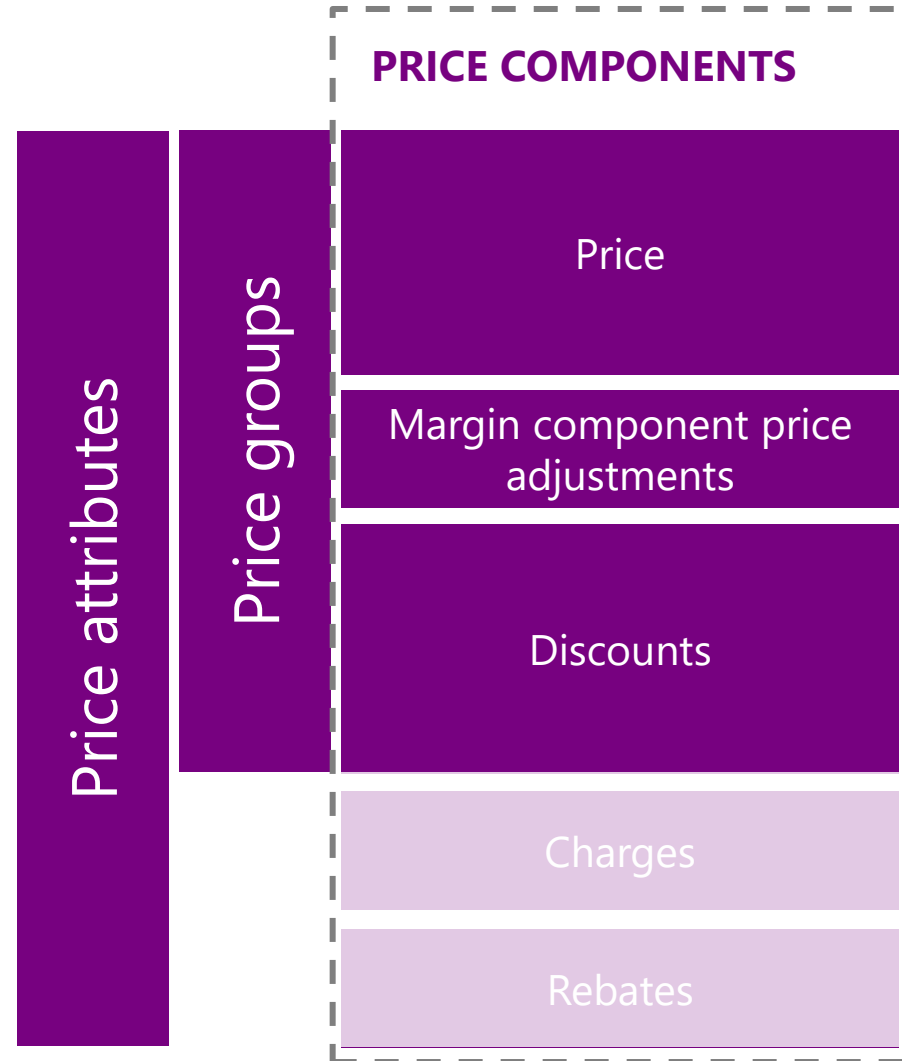 PRICE COMPONENTS
Price attributes
Price groups
Price
Margin component price
adjustments
Discounts
Charges
Rebates